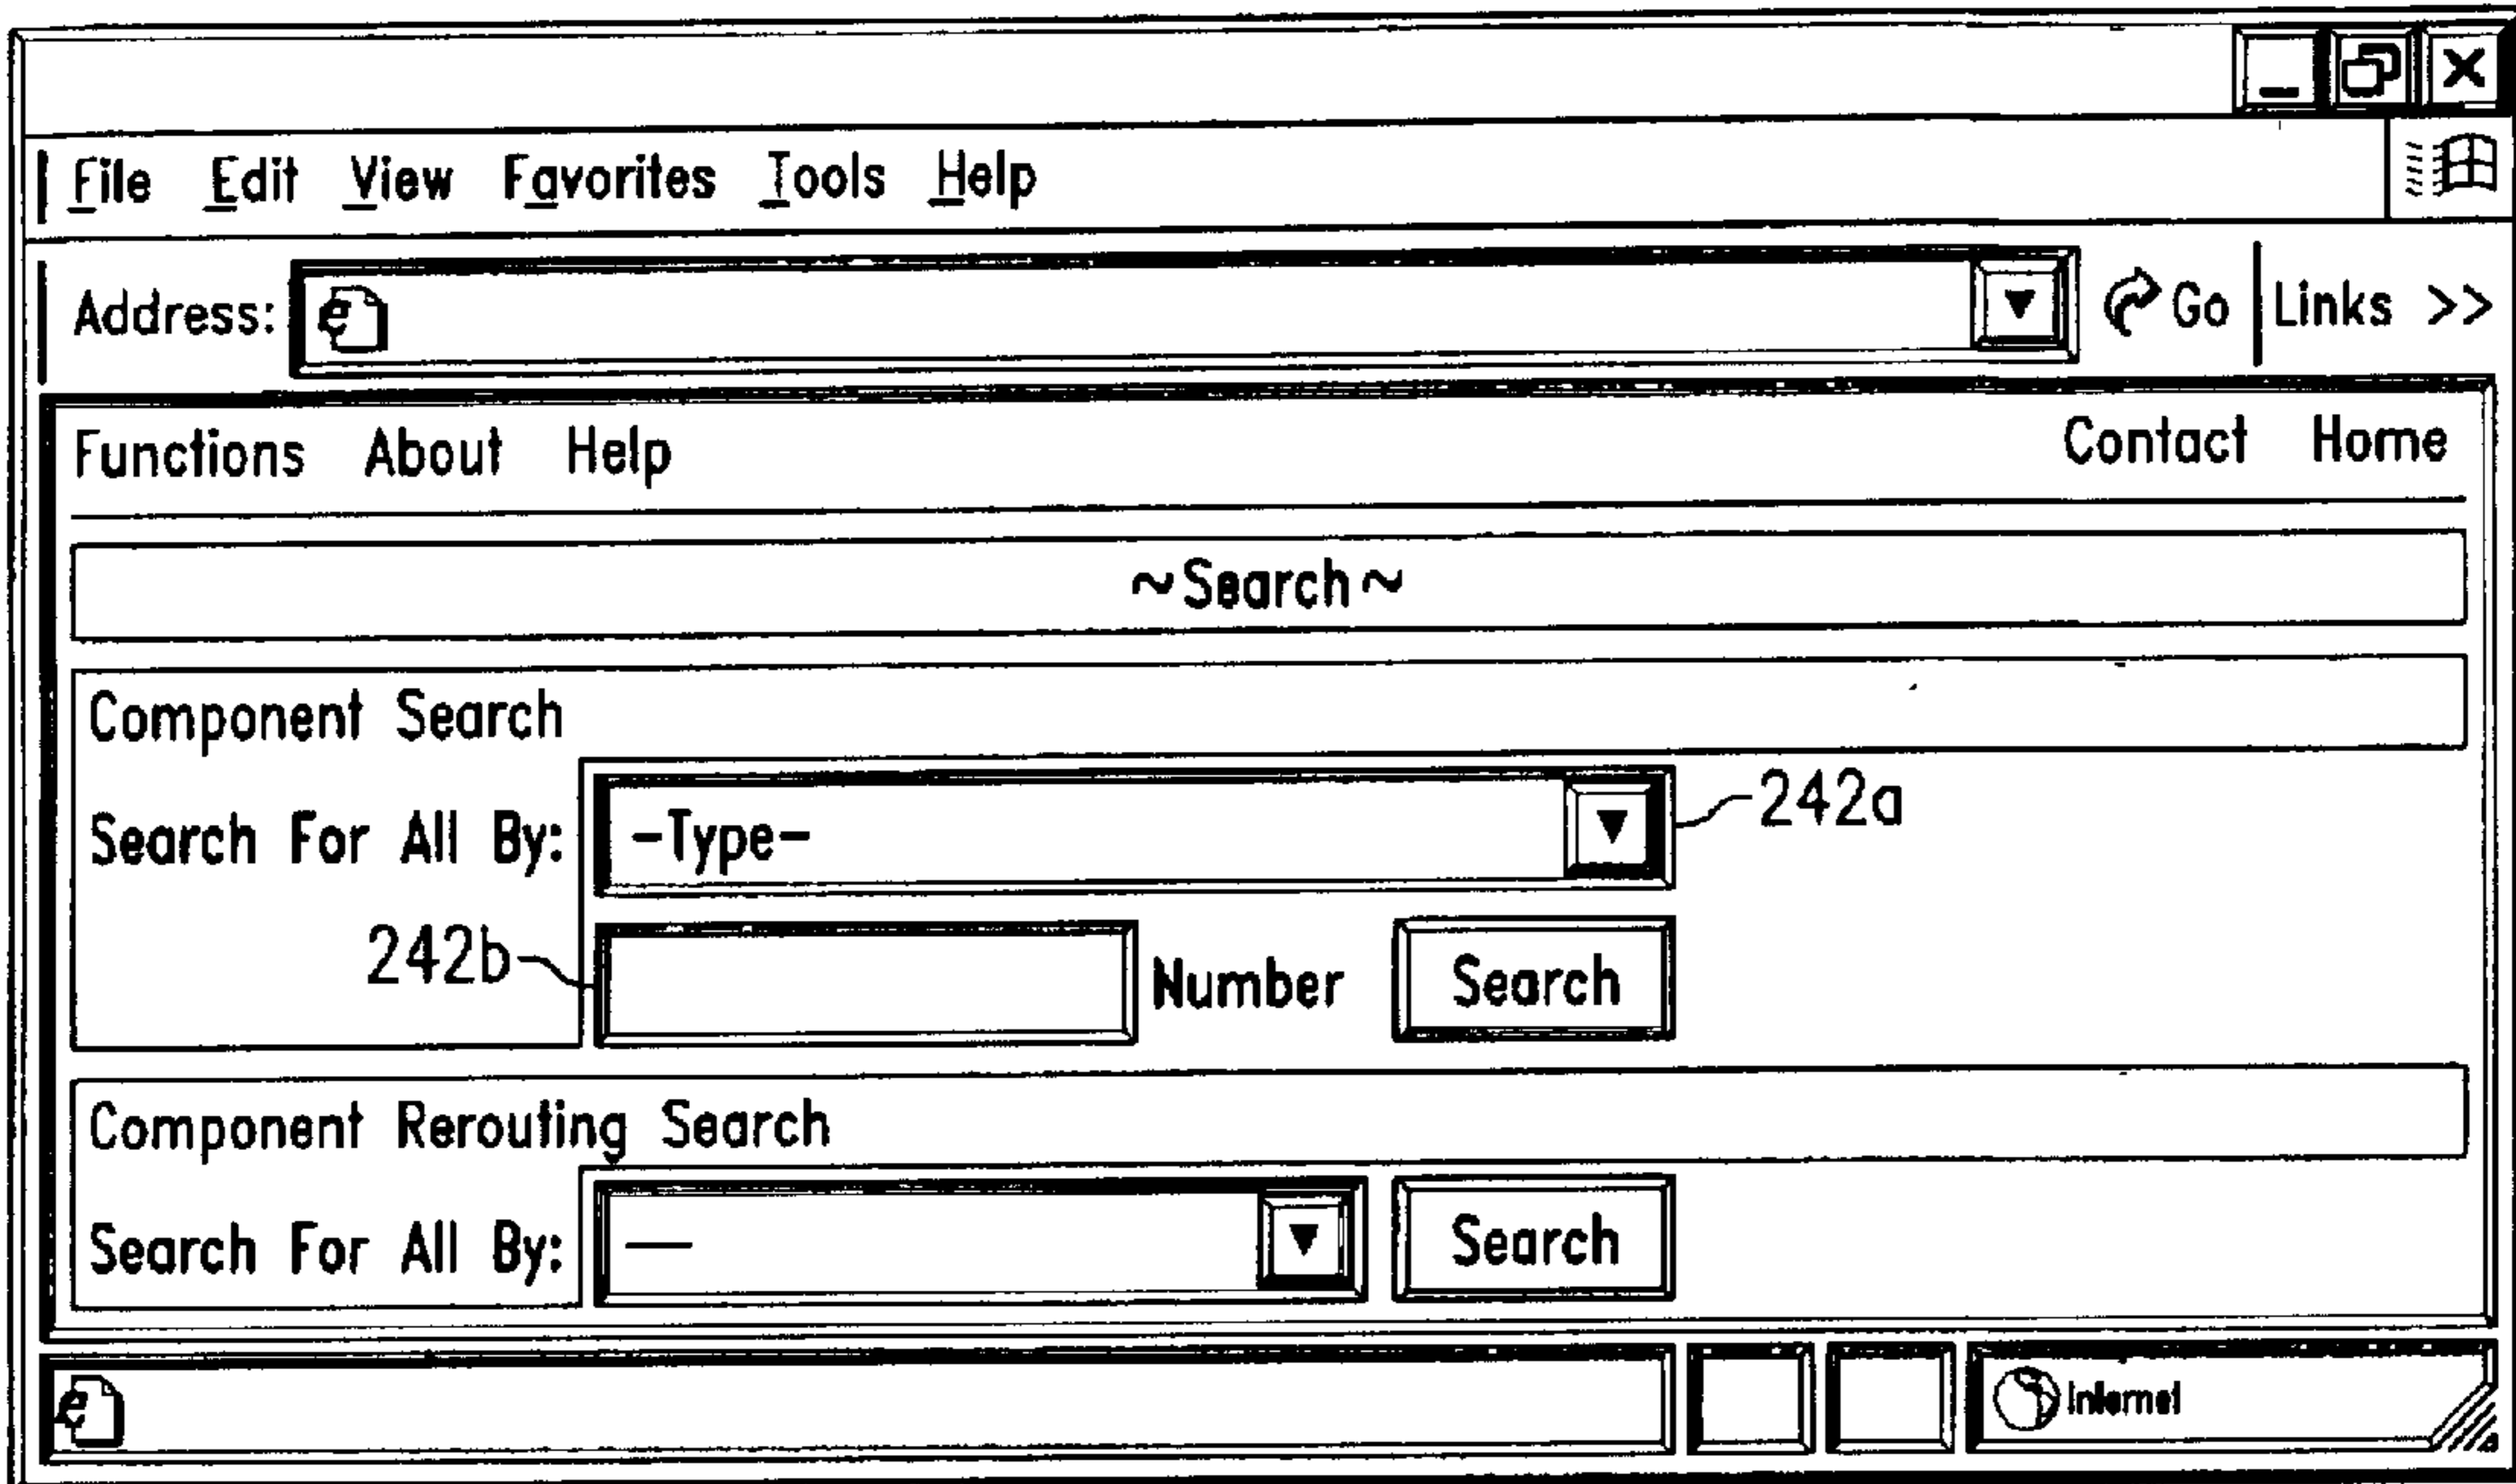 File Edit View Favorites Tools Help
Address: Go Links >>
Functions About Help Contact Home
~Search~
Component Search
Search For All By: -Type- 242a
242b Number Search
Component Rerouting Search
Search For All By: — Search
Internet